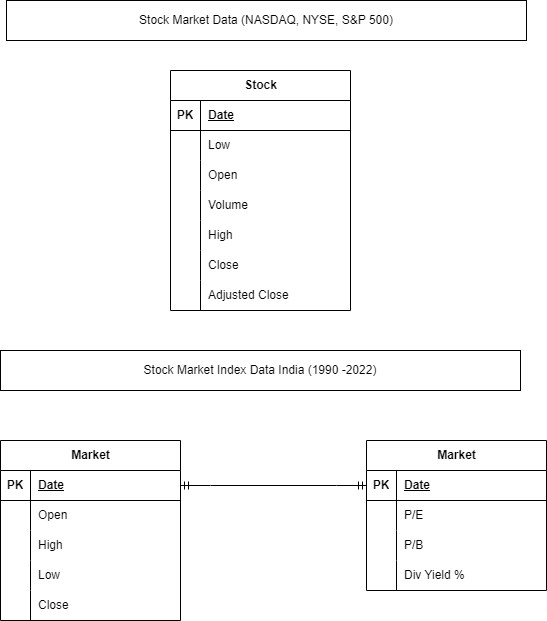 Stock Market Data (NASDAQ, NYSE, S&P 500)
Stock
PK Date
Low
Open
Volume
High
Close
Adjusted Close
Stock Market Index Data India (1990 -2022)
Market
PK Date
Open
High
Low
Close
Market
PK Date
P/E
P/B
Div Yield %